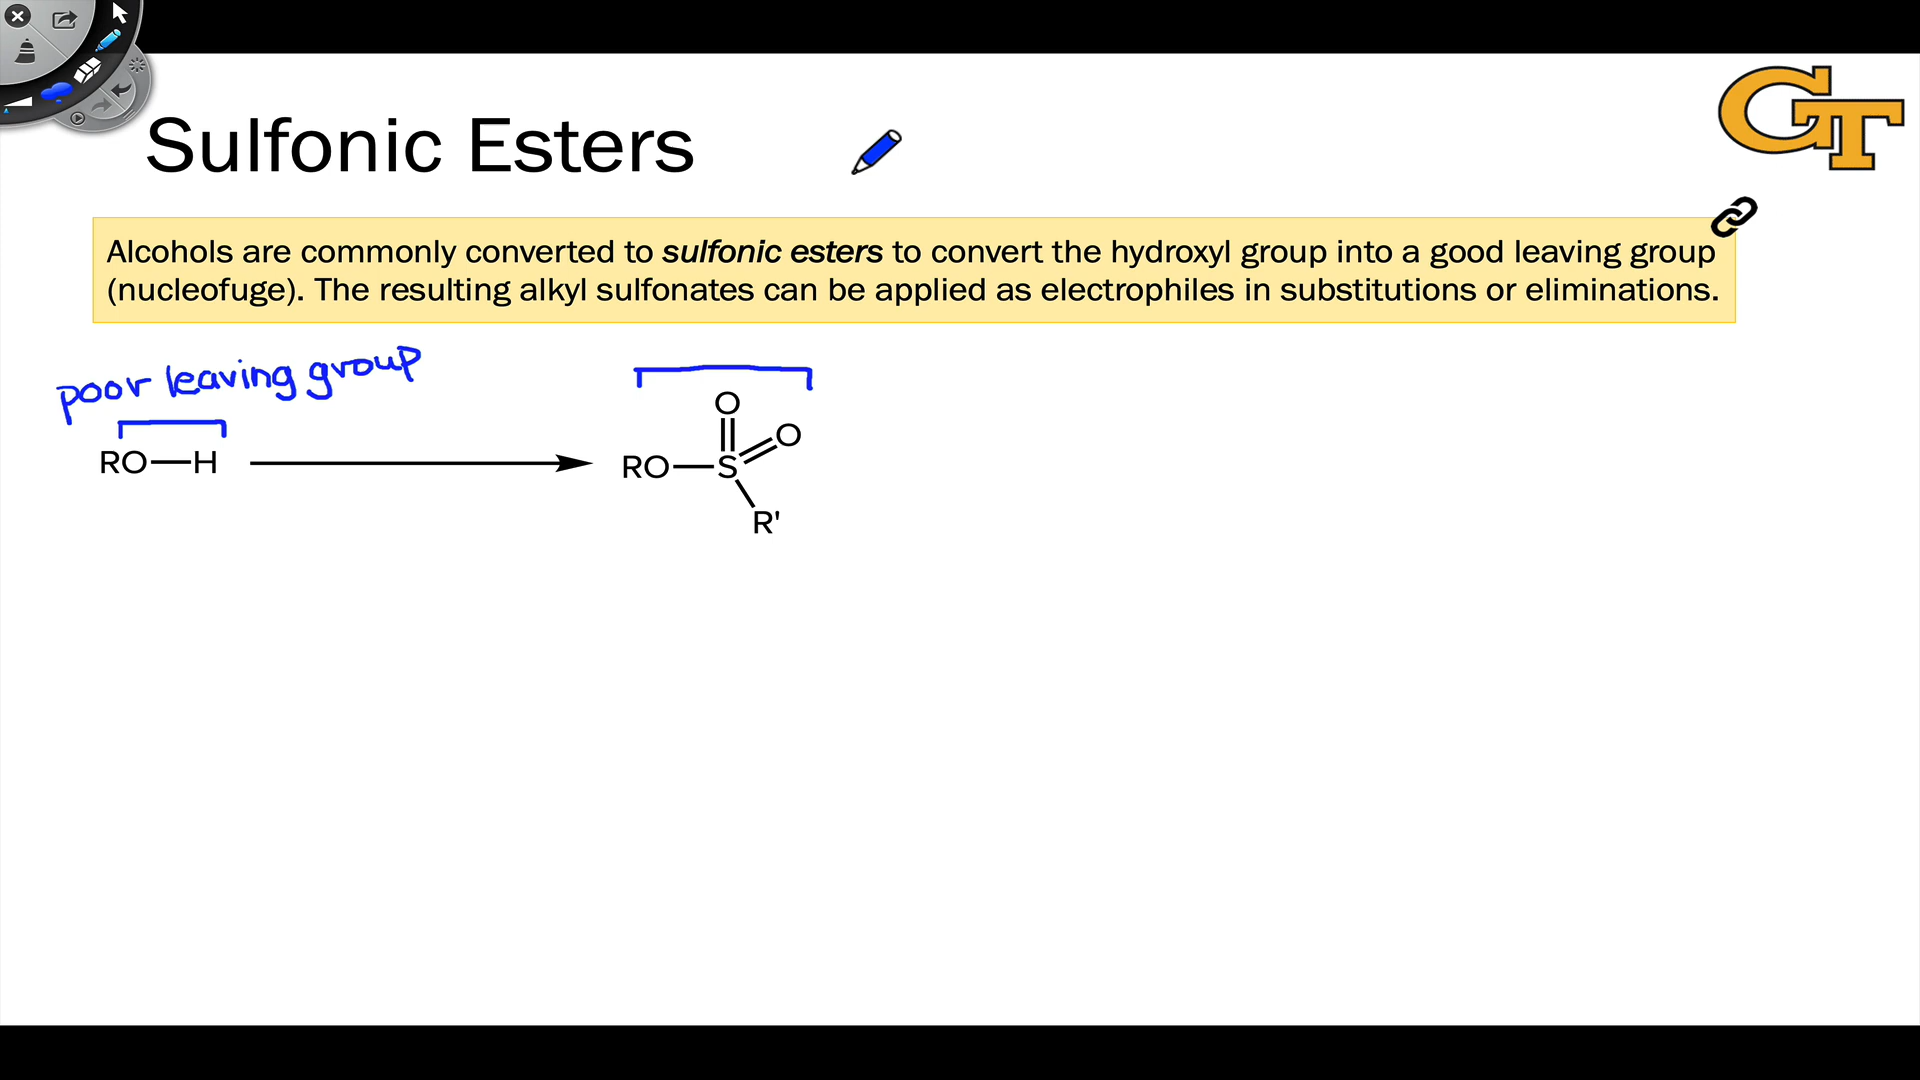 Sulfonic Esters
GT
Alcohols are commonly converted to sulfonic esters to convert the hydroxyl group into a good leaving group
(nucleofuge). The resulting alkyl sulfonates can be applied as electrophiles in substitutions or eliminations.
poor leaving group
O
O
RO—H
RO—S
R'